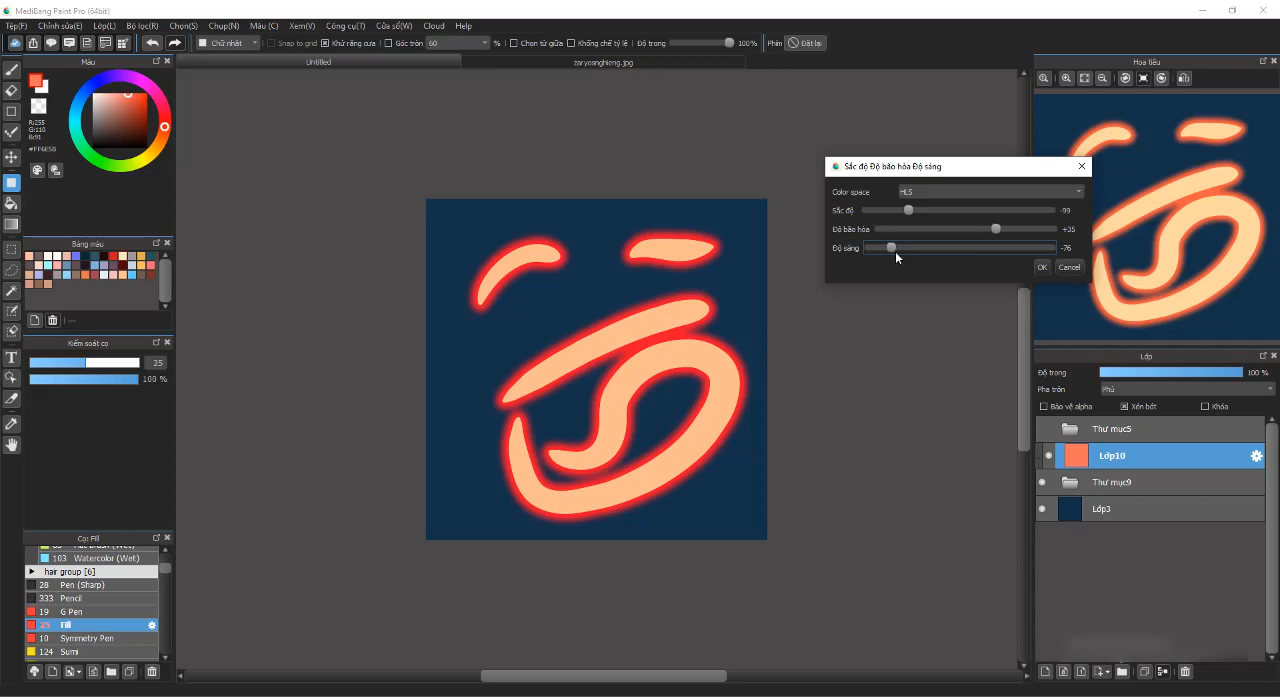 MediBang Paint Pro (64bit)
Tệp(F) Chỉnh sửa(E) Lớp(L) Bộ lọc(R) Chọn(S) Chụp(N) Màu (C) Xem(V) Công cụ(T) Cửa sổ(W) Cloud Help
Chữ nhật Snap to grid Khử răng cưa Góc tròn 60 % Chọn từ giữa Khống chế tỷ lệ Độ trong 100% Phím Đặt lại
Màu
Untitled
zaryosnghieng.jpg
Hoa tiêu
R:255
G:110
B:91
#FF6E5B
Sắc độ Độ bão hòa Độ sáng
Color space HLS
Sắc độ -99
Độ bão hòa +35
Độ sáng -76
OK Cancel
Bảng màu
---
Kiểm soát cọ
25
100 %
Lớp
Độ trong 100 %
Pha trộn Phủ
Bảo vệ alpha Xén bớt Khóa
Thư mục5
Lớp10
Thư mục9
Lớp3
Cọ: Fill
103 Watercolor (Wet)
hair group [6]
28 Pen (Sharp)
333 Pencil
19 G Pen
25 Fill
10 Symmetry Pen
124 Sumi